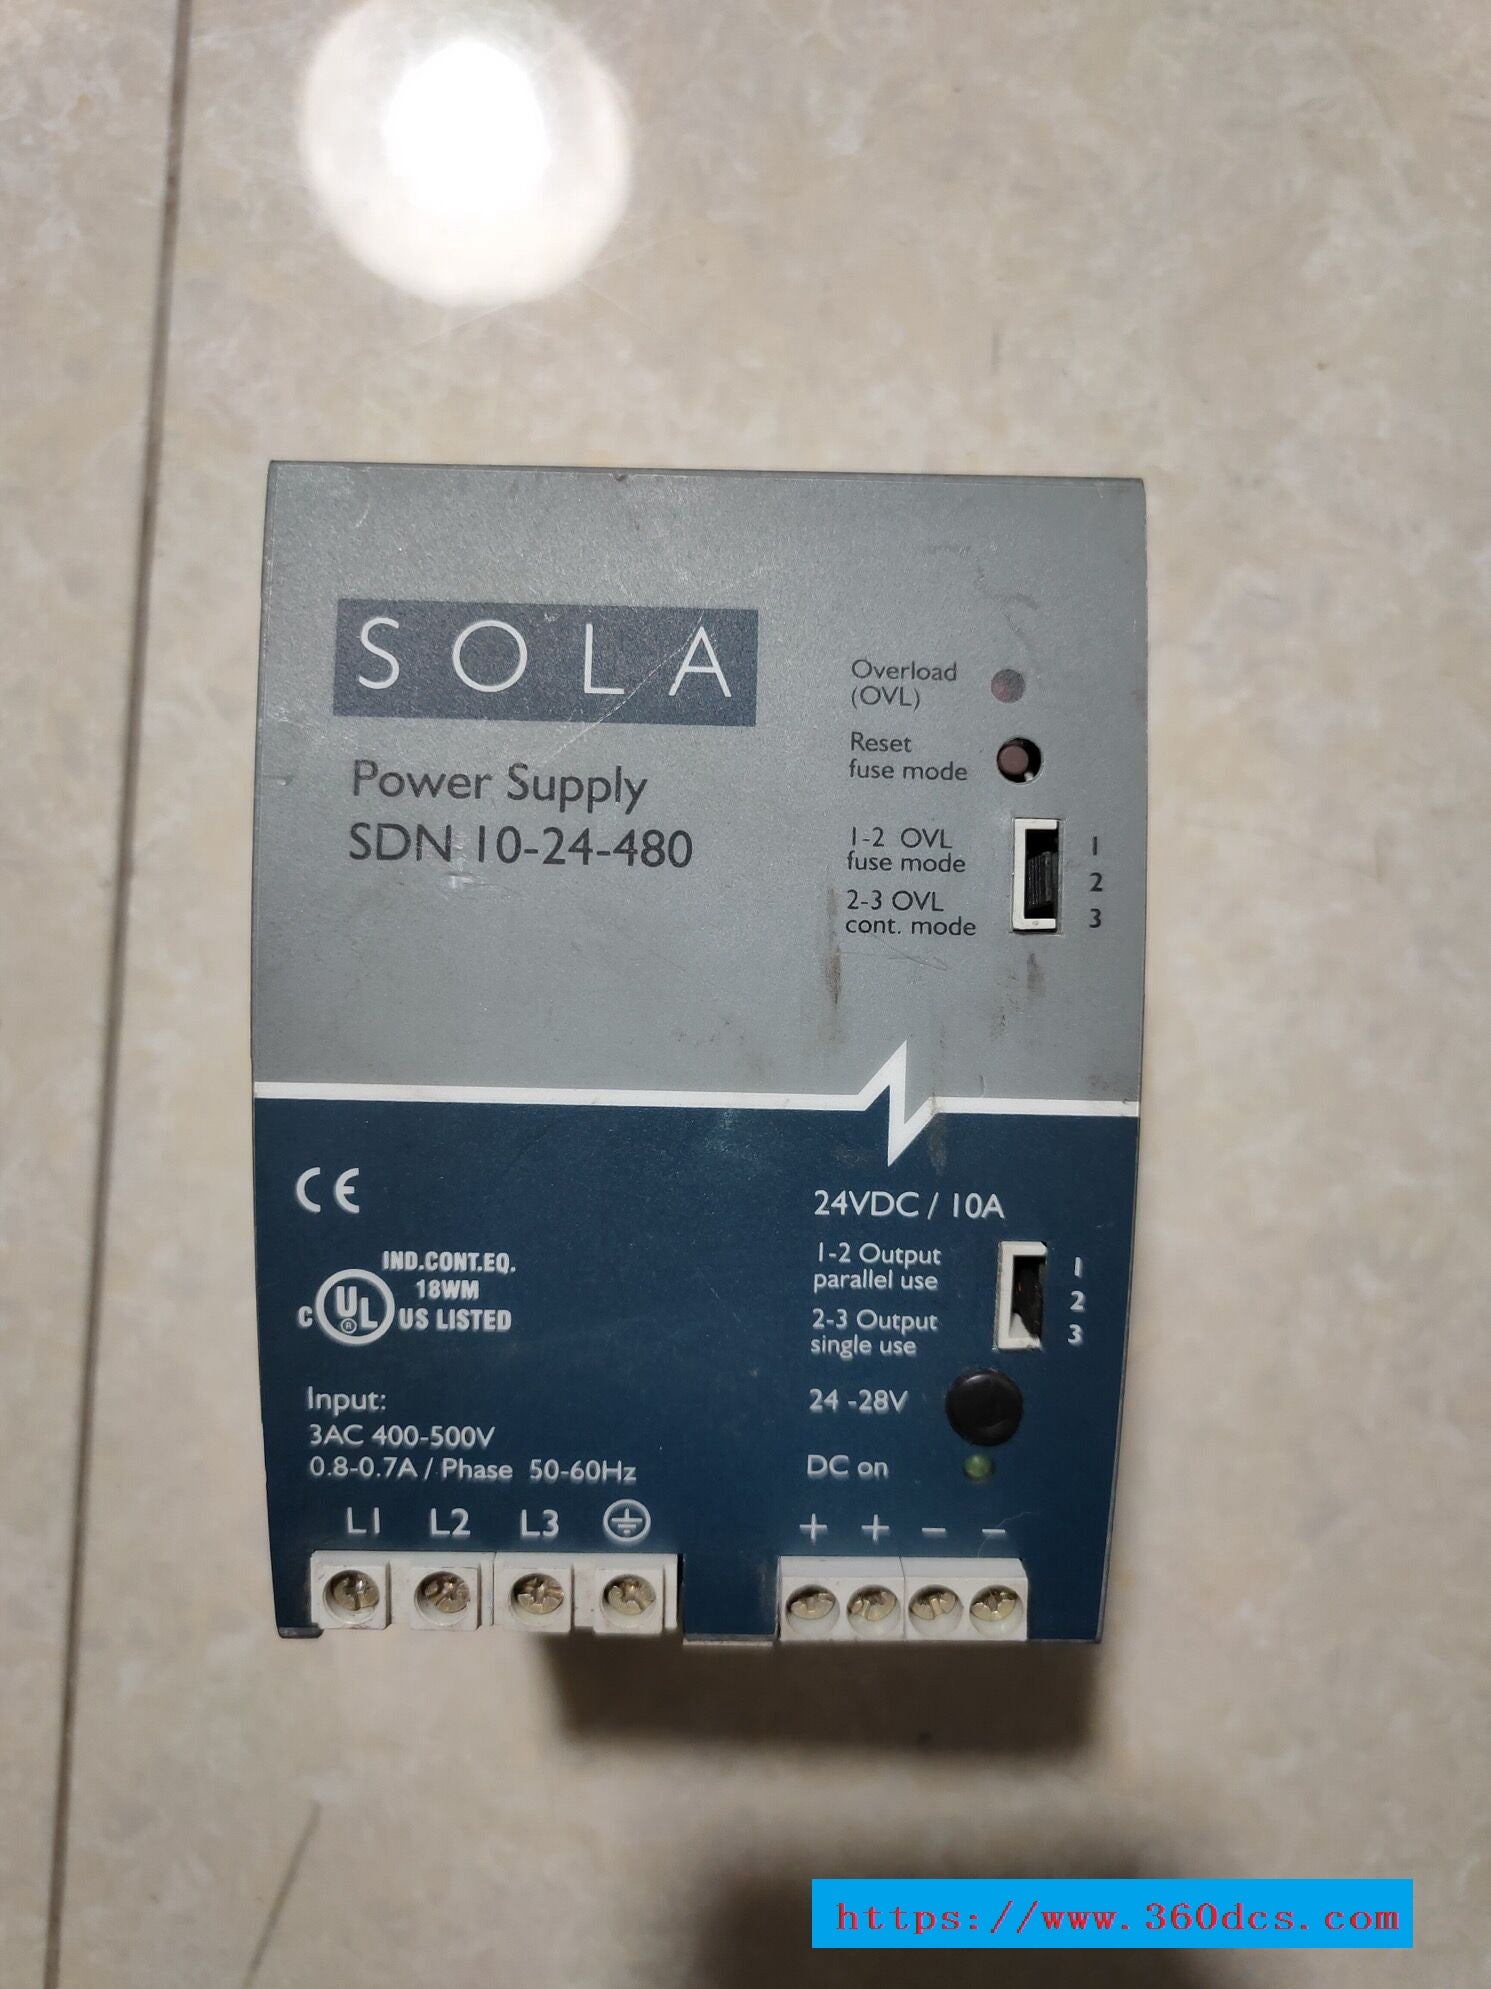 SOLA
Power Supply
SDN 10-24-480
Overload
(OVL)
Reset
fuse mode
1-2 OVL
fuse mode
2-3 OVL
cont. mode
1
2
3
CE
IND.CONT.EQ.
18WM
C UL US LISTED
®
Input:
3AC 400-500V
0.8-0.7A / Phase 50-60Hz
L1 L2 L3
24VDC / 10A
1-2 Output
parallel use
2-3 Output
single use
1
2
3
24 -28V
DC on
+ + – –
https://www.360dcs.com